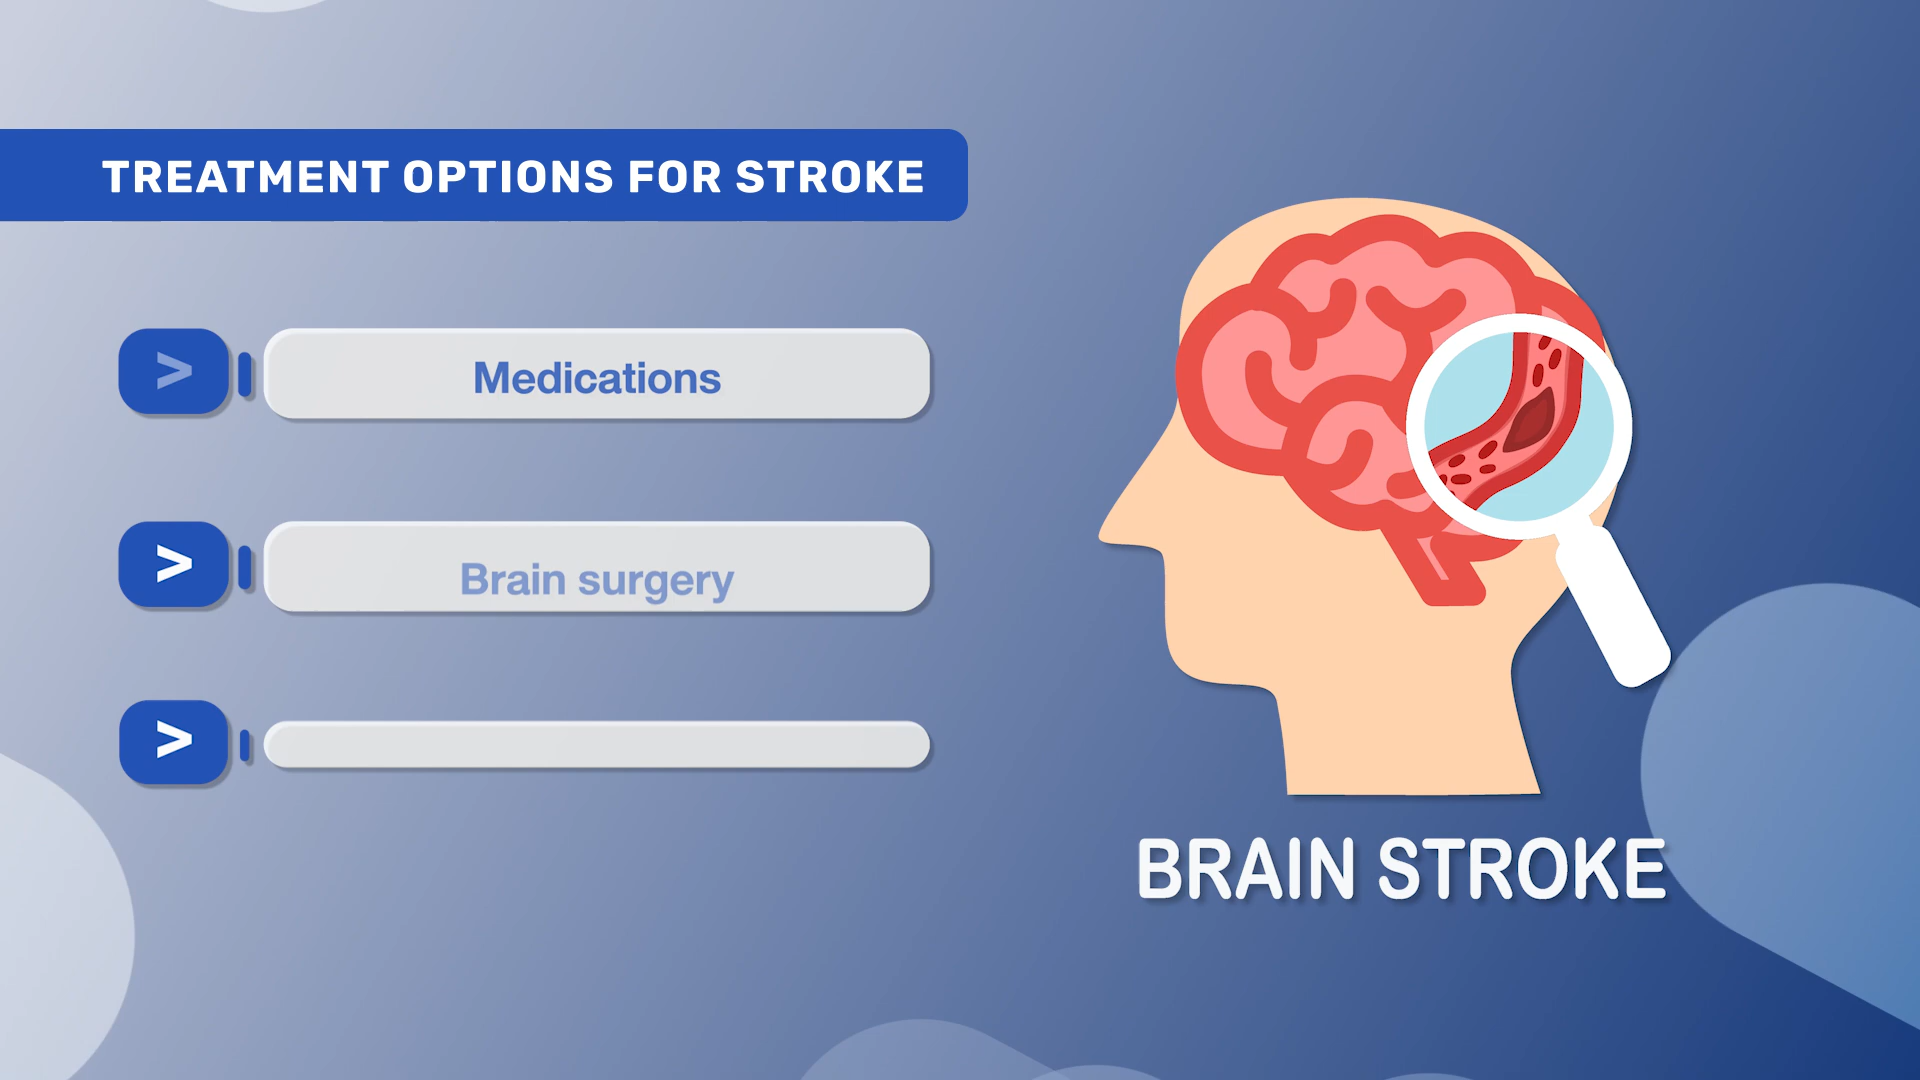 TREATMENT OPTIONS FOR STROKE
> Medications
> Brain surgery
>
BRAIN STROKE